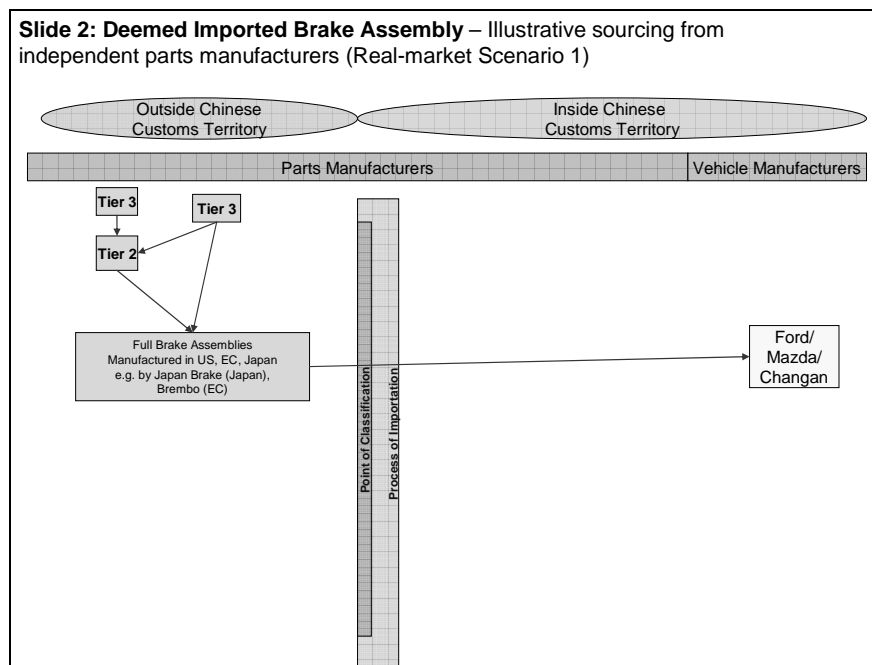 Slide 2: Deemed Imported Brake Assembly – Illustrative sourcing from
independent parts manufacturers (Real-market Scenario 1)
Outside Chinese
Customs Territory
Inside Chinese
Customs Territory
Parts Manufacturers
Vehicle Manufacturers
Tier 3
Tier 3
Tier 2
Full Brake Assemblies
Manufactured in US, EC, Japan
e.g. by Japan Brake (Japan),
Brembo (EC)
Point of Classification
Process of Importation
Ford/
Mazda/
Changan